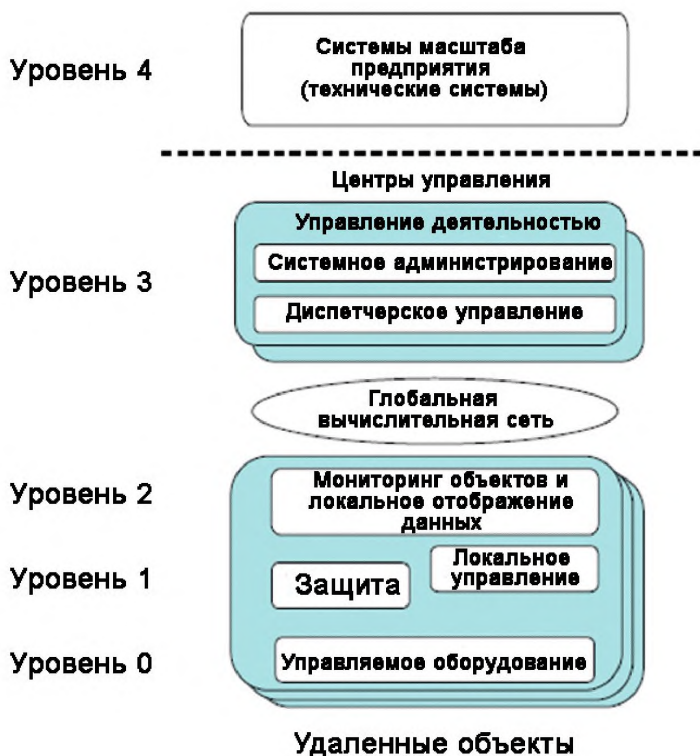 Уровень 4
Системы масштаба
предприятия
(технические системы)
Центры управления
Управление деятельностью
Уровень 3
Системное администрирование
Диспетчерское управление
Глобальная
вычислительная сеть
Уровень 2
Мониторинг объектов и
локальное отображение
данных
Уровень 1
Защита
Локальное
управление
Уровень 0
Управляемое оборудование
Удаленные объекты